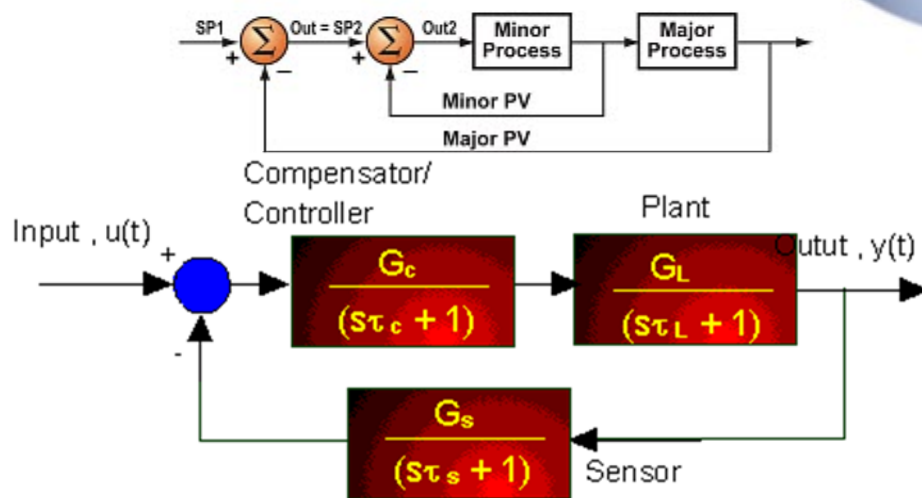 SP1 Σ Out = SP2 Σ Out2 Minor Process Major Process
+ − + −
Minor PV
Major PV
Compensator/
Controller
Plant
Input , u(t)
+
-
Gc
(sτc + 1)
GL
(sτL + 1)
Outut , y(t)
Gs
(sτs + 1)
Sensor